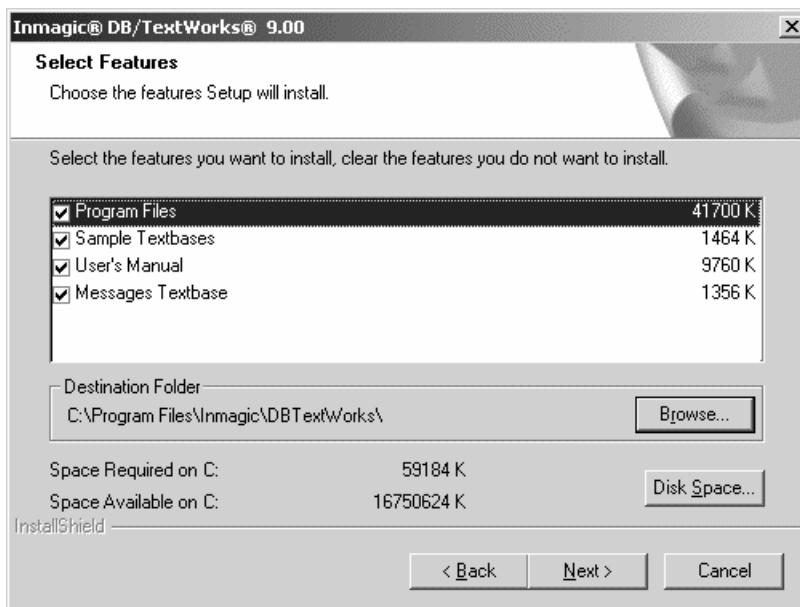 Inmagic® DB/TextWorks® 9.00
Select Features
Choose the features Setup will install.
Select the features you want to install, clear the features you do not want to install.
Program Files 41700 K
Sample Textbases 1464 K
User's Manual 9760 K
Messages Textbase 1356 K
Destination Folder
C:\Program Files\Inmagic\DBTextWorks\
Browse...
Space Required on C: 59184 K
Space Available on C: 16750624 K
Disk Space...
InstallShield
< Back Next > Cancel